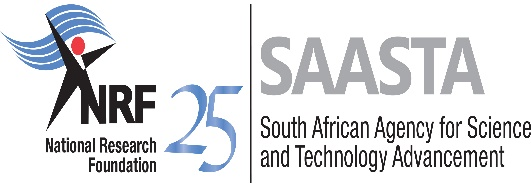 NRF
National Research
Foundation
25
SAASTA
South African Agency for Science
and Technology Advancement